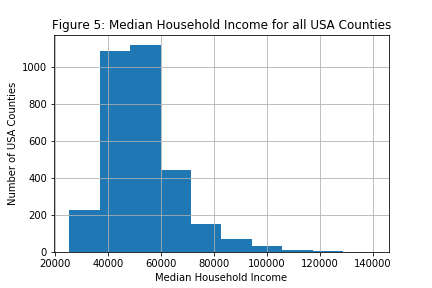 Figure 5: Median Household Income for all USA Counties
Number of USA Counties
1000
800
600
400
200
0
20000 40000 60000 80000 100000 120000 140000
Median Household Income